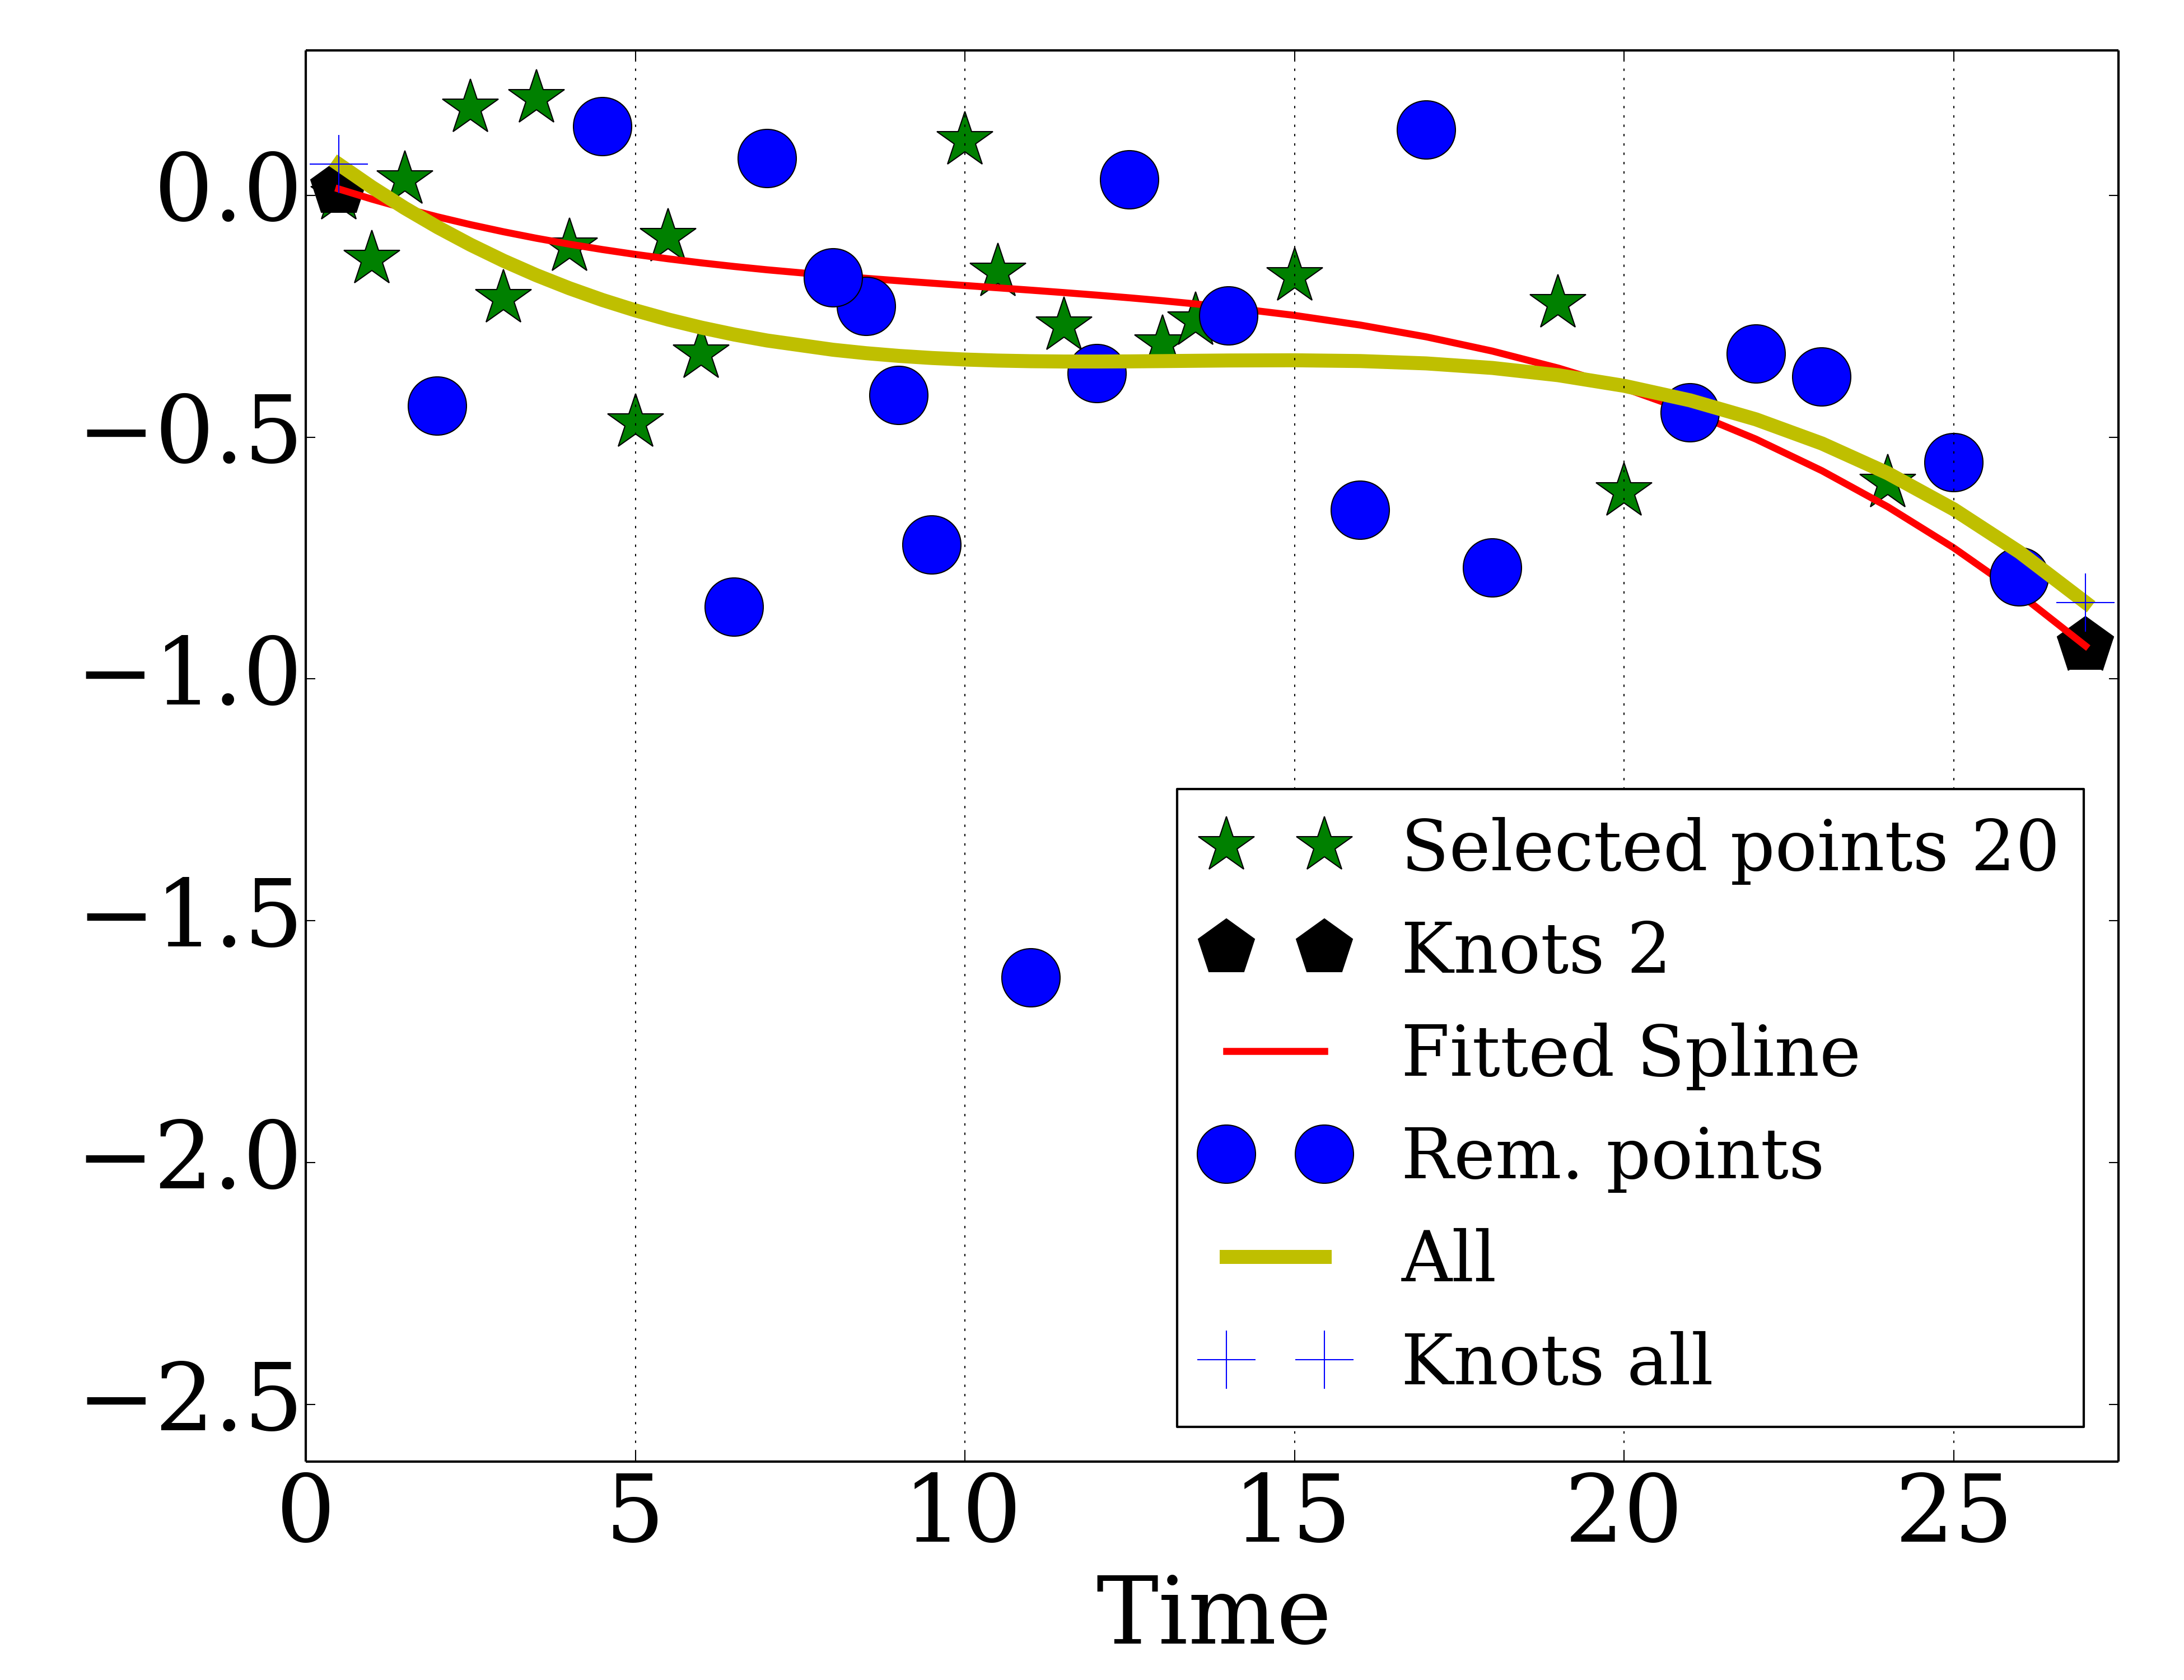 0.0
−0.5
−1.0
−1.5
−2.0
−2.5
0 5 10 15 20 25
Time
Selected points 20
Knots 2
Fitted Spline
Rem. points
All
Knots all